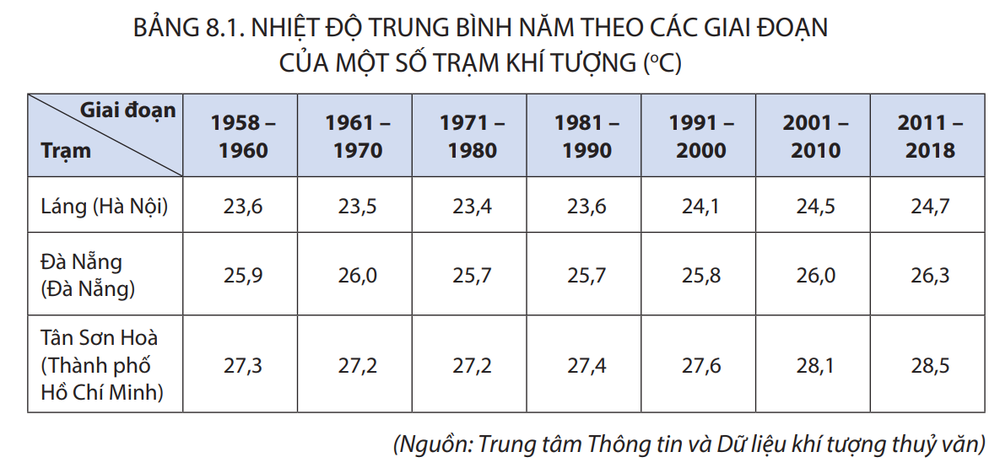 BẢNG 8.1. NHIỆT ĐỘ TRUNG BÌNH NĂM THEO CÁC GIAI ĐOẠN
CỦA MỘT SỐ TRẠM KHÍ TƯỢNG (ºC)
Giai đoạn
Trạm
1958 –
1960
1961 –
1970
1971 –
1980
1981 –
1990
1991 –
2000
2001 –
2010
2011 –
2018
Láng (Hà Nội) 23,6 23,5 23,4 23,6 24,1 24,5 24,7
Đà Nẵng
(Đà Nẵng)
25,9 26,0 25,7 25,7 25,8 26,0 26,3
Tân Sơn Hoà
(Thành phố
Hồ Chí Minh)
27,3 27,2 27,2 27,4 27,6 28,1 28,5
(Nguồn: Trung tâm Thông tin và Dữ liệu khí tượng thuỷ văn)